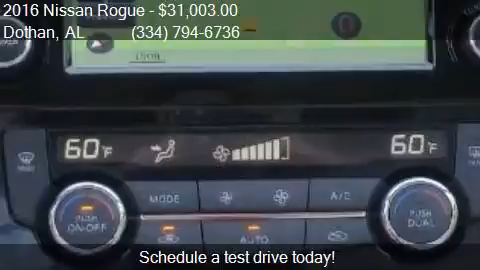 2016 Nissan Rogue - $31,003.00
Dothan, AL (334) 794-6736
60°F 60°F
MODE A/C
PUSH ON·OFF
PUSH DUAL
AUTO
Schedule a test drive today!